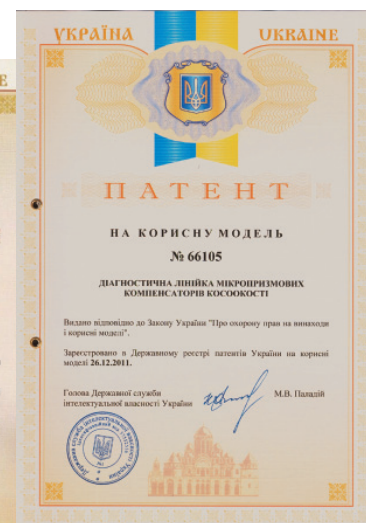 УКРАЇНА
UKRAINE
ПАТЕНТ
НА КОРИСНУ МОДЕЛЬ
№ 66105
ДІАГНОСТИЧНА ЛІНІЙКА МІКРОПРИЗМОВИХ
КОМПЕНСАТОРІВ КОСООКОСТІ
Видано відповідно до Закону України "Про охорону прав на винаходи
і корисні моделі".
Зареєстровано в Державному реєстрі патентів України на корисні
моделі 26.12.2011.
Голова Державної служби
інтелектуальної власності України
М.В. Паладій